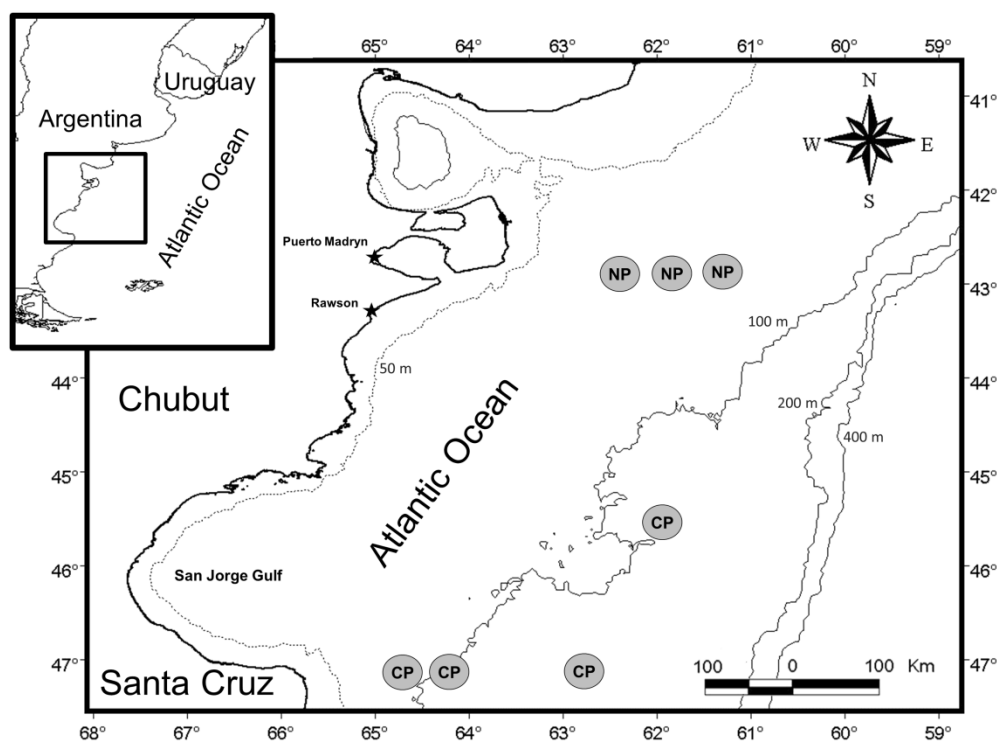 Uruguay
Argentina
Atlantic Ocean
65° 64° 63° 62° 61° 60° 59°
N
W E
S
41°
42°
43°
44°
45°
46°
47°
Puerto Madryn
Rawson
NP NP NP
100 m
50 m
200 m
400 m
Chubut
Atlantic Ocean
44°
45°
46°
47°
CP
San Jorge Gulf
CP CP CP
Santa Cruz
100 0 100 Km
68° 67° 66° 65° 64° 63° 62° 61° 60° 59°